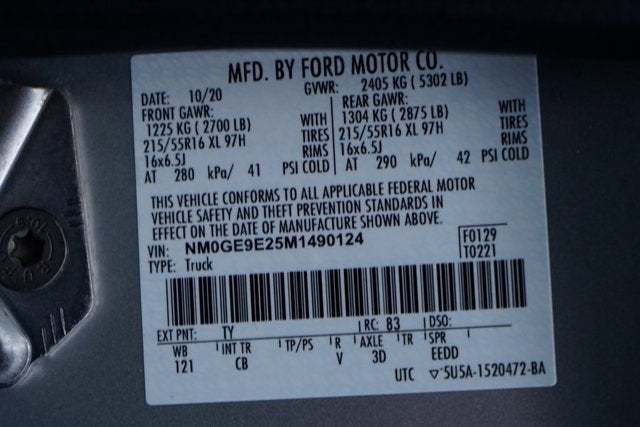 MFD. BY FORD MOTOR CO.
DATE: 10/20 GVWR: 2405 KG ( 5302 LB)
FRONT GAWR: REAR GAWR:
1225 KG ( 2700 LB) WITH 1304 KG ( 2875 LB) WITH
215/55R16 XL 97H TIRES 215/55R16 XL 97H TIRES
16x6.5J RIMS 16x6.5J RIMS
AT 280 kPa/ 41 PSI COLD AT 290 kPa/ 42 PSI COLD
THIS VEHICLE CONFORMS TO ALL APPLICABLE FEDERAL MOTOR
VEHICLE SAFETY AND THEFT PREVENTION STANDARDS IN
EFFECT ON THE DATE OF MANUFACTURE SHOWN ABOVE.
VIN: NM0GE9E25M1490124 F0129
TYPE: Truck T0221
EXT PNT: TY RC: 83 DSO:
WB INT TR TP/PS R AXLE TR SPR
121 CB V 3D EEDD
UTC ▽5U5A-1520472-BA